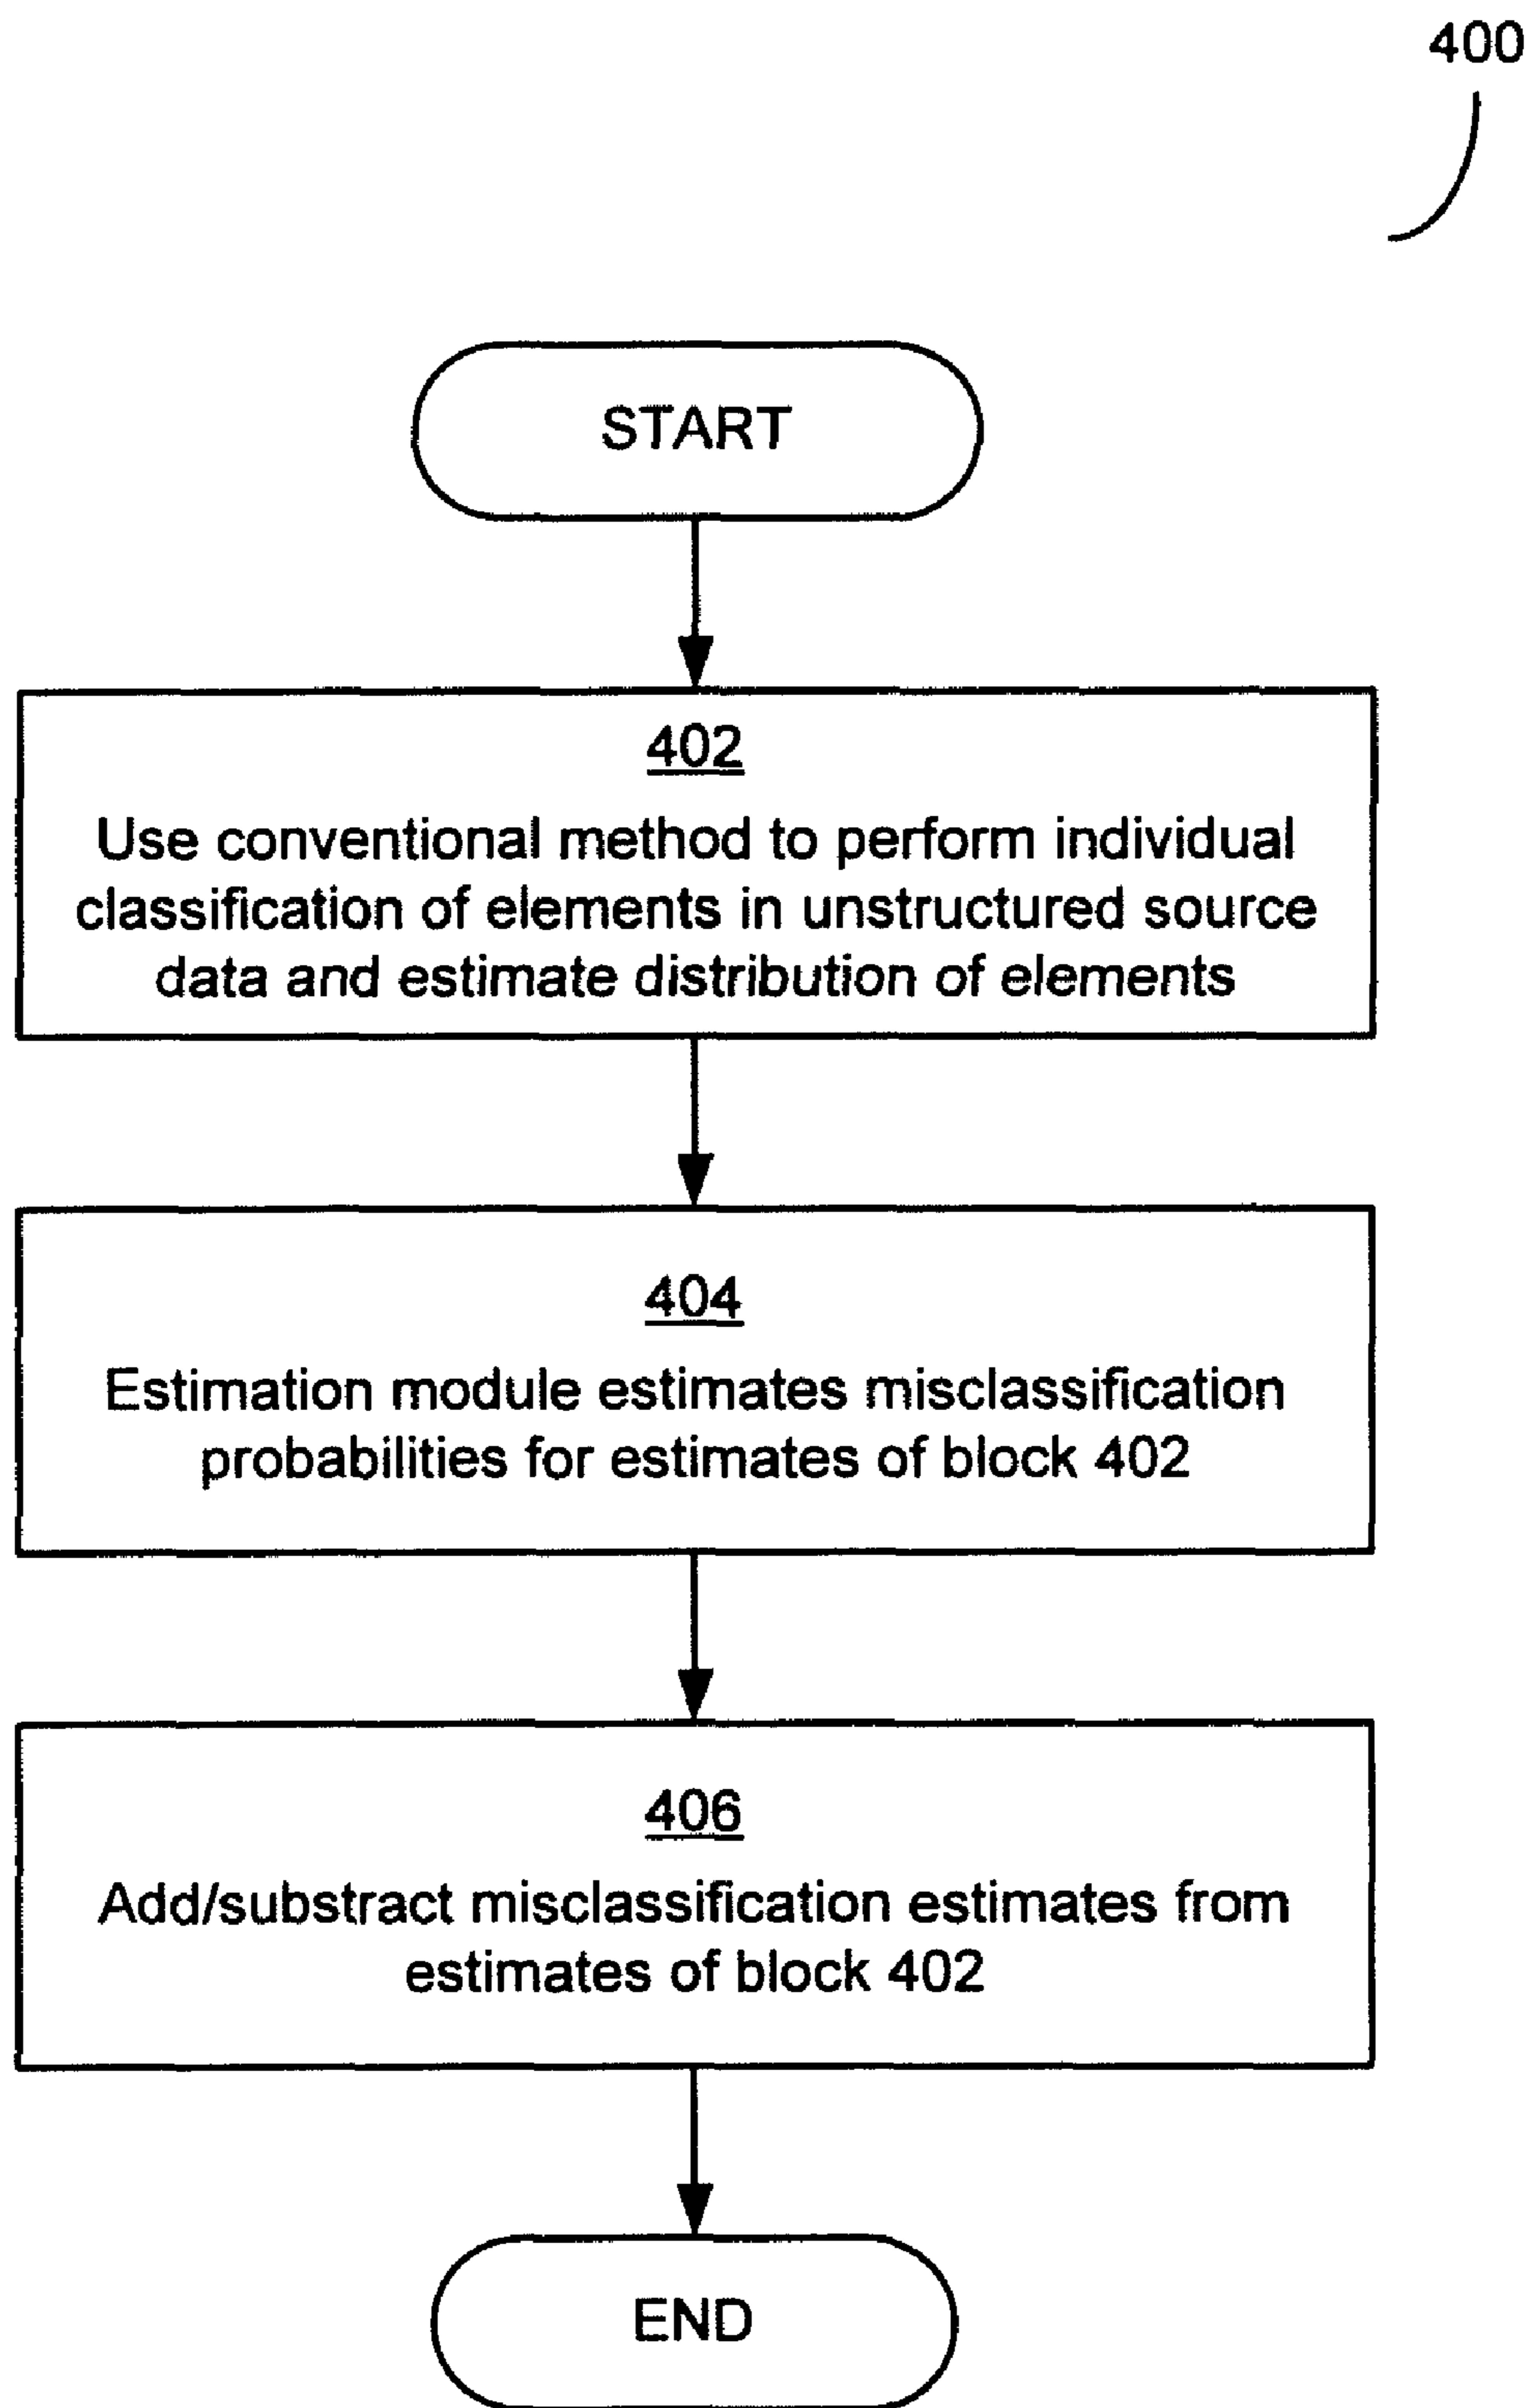 400
START
402
Use conventional method to perform individual
classification of elements in unstructured source
data and estimate distribution of elements
404
Estimation module estimates misclassification
probabilities for estimates of block 402
406
Add/substract misclassification estimates from
estimates of block 402
END